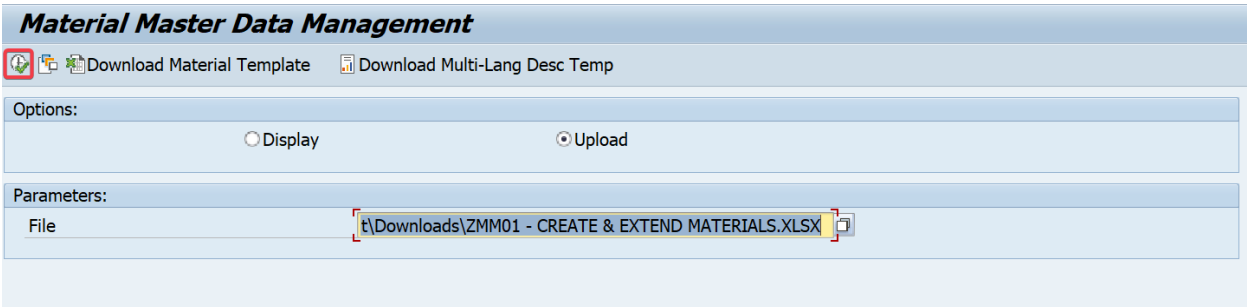 Material Master Data Management
Download Material Template Download Multi-Lang Desc Temp
Options:
Display Upload
Parameters:
File t\Downloads\ZMM01 - CREATE & EXTEND MATERIALS.XLSX